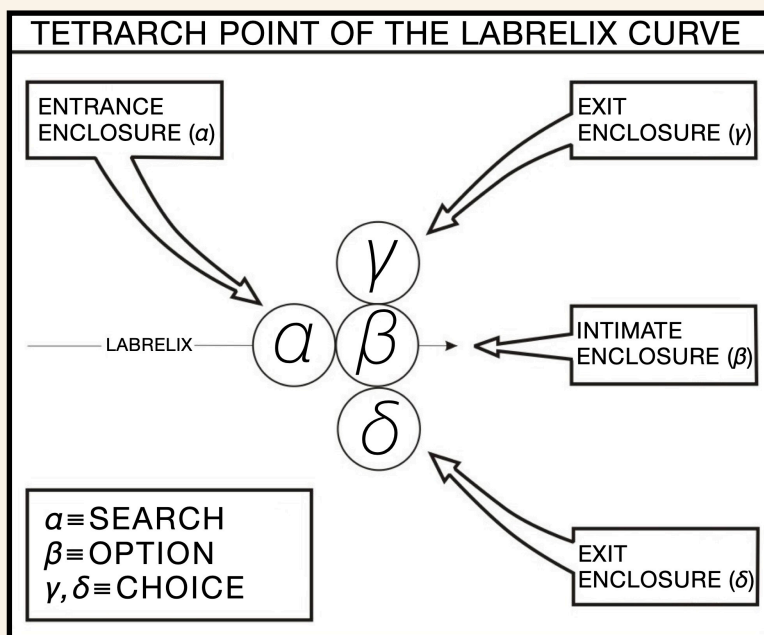 TETRARCH POINT OF THE LABRELIX CURVE
ENTRANCE
ENCLOSURE (α)
EXIT
ENCLOSURE (γ)
γ
LABRELIX
α
β
INTIMATE
ENCLOSURE (β)
δ
α≡SEARCH
β≡OPTION
γ,δ≡CHOICE
EXIT
ENCLOSURE (δ)